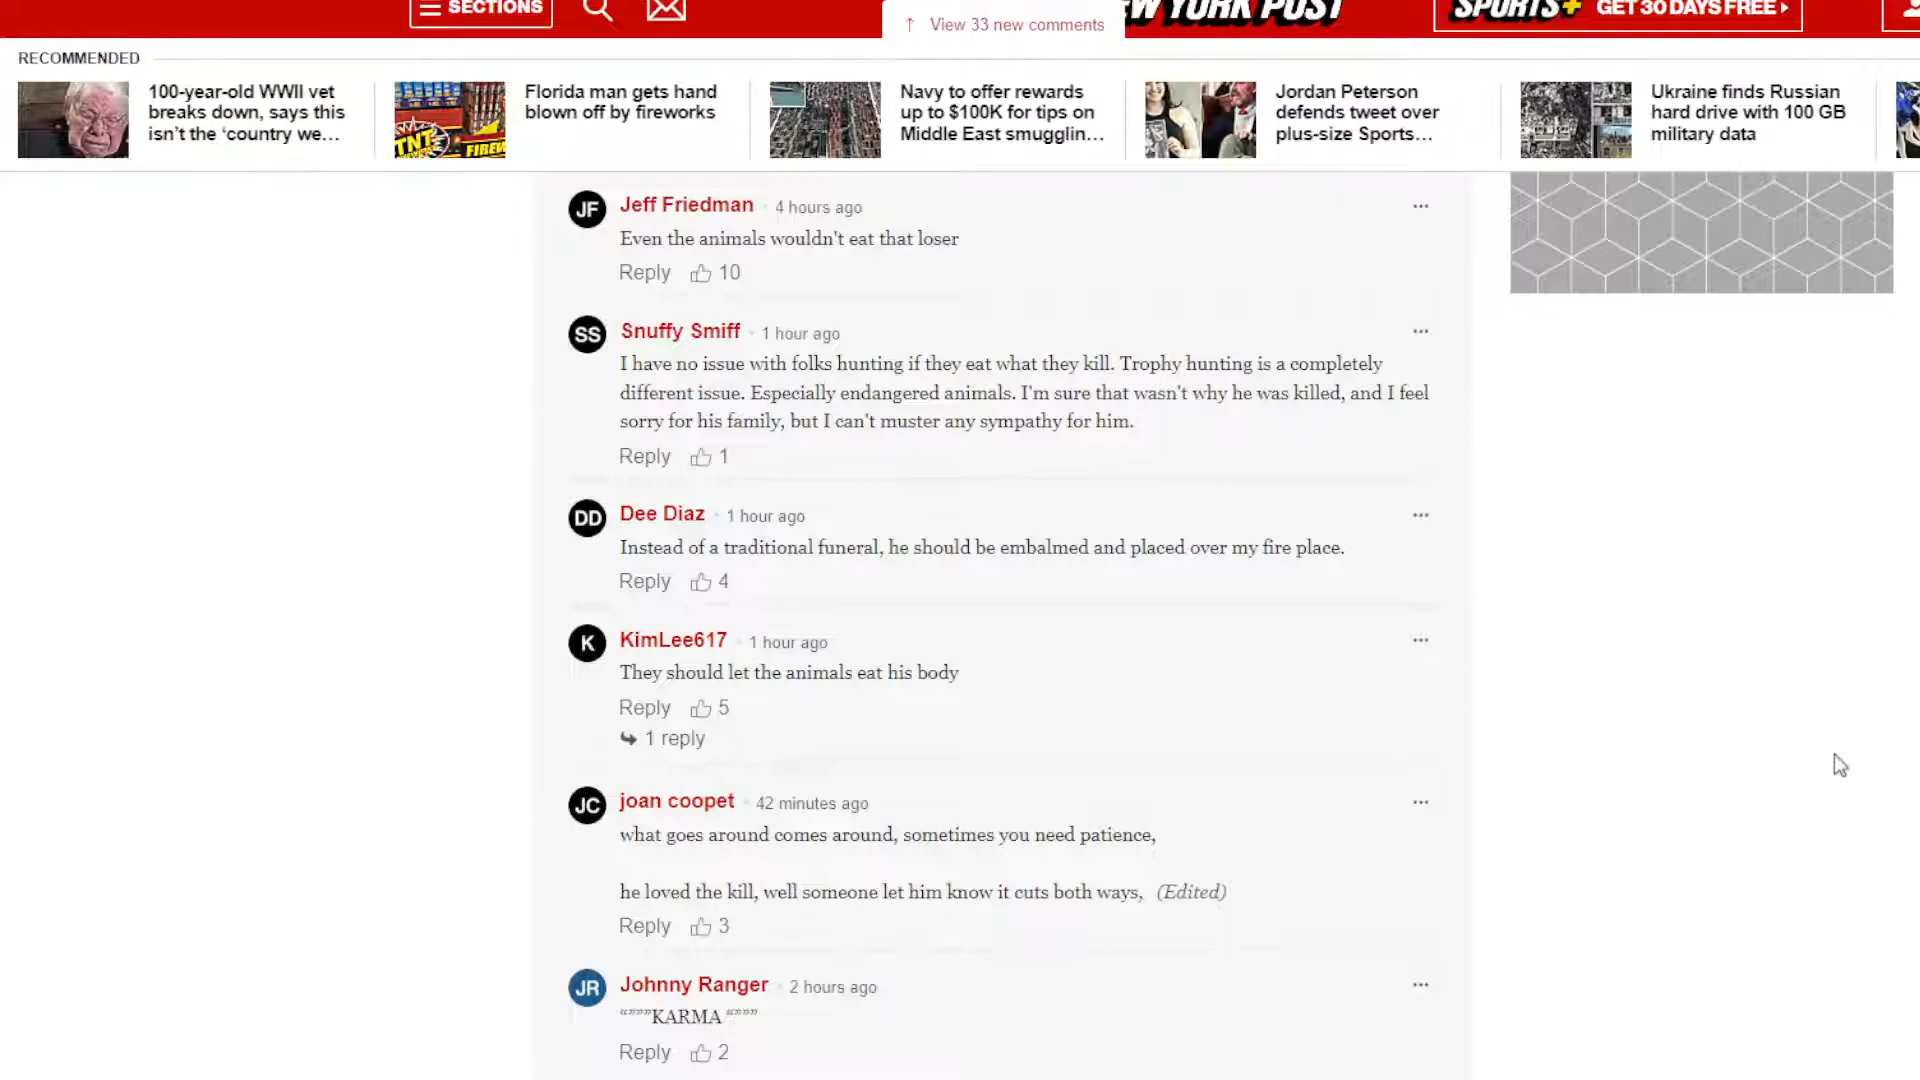 SECTIONS
View 33 new comments
NEW YORK POST
SPORTS+ GET 30 DAYS FREE
RECOMMENDED
100-year-old WWII vet
breaks down, says this
isn't the ‘country we...
TNT
Florida man gets hand
blown off by fireworks
Navy to offer rewards
up to $100K for tips on
Middle East smugglin...
Jordan Peterson
defends tweet over
plus-size Sports...
Ukraine finds Russian
hard drive with 100 GB
military data
JF Jeff Friedman 4 hours ago
Even the animals wouldn't eat that loser
Reply 10
SS Snuffy Smiff 1 hour ago
I have no issue with folks hunting if they eat what they kill. Trophy hunting is a completely
different issue. Especially endangered animals. I'm sure that wasn't why he was killed, and I feel
sorry for his family, but I can't muster any sympathy for him.
Reply 1
DD Dee Diaz 1 hour ago
Instead of a traditional funeral, he should be embalmed and placed over my fire place.
Reply 4
K KimLee617 1 hour ago
They should let the animals eat his body
Reply 5
1 reply
JC joan coopet 42 minutes ago
what goes around comes around, sometimes you need patience,
he loved the kill, well someone let him know it cuts both ways, (Edited)
Reply 3
JR Johnny Ranger 2 hours ago
“”””KARMA “”””
Reply 2